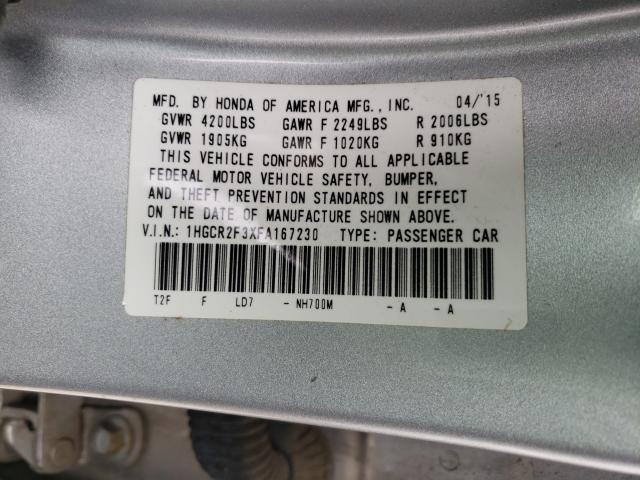 MFD. BY HONDA OF AMERICA MFG., INC. 04/'15
GVWR 4200LBS GAWR F 2249LBS R 2006LBS
GVWR 1905KG GAWR F 1020KG R 910KG
THIS VEHICLE CONFORMS TO ALL APPLICABLE
FEDERAL MOTOR VEHICLE SAFETY, BUMPER,
AND THEFT PREVENTION STANDARDS IN EFFECT
ON THE DATE OF MANUFACTURE SHOWN ABOVE.
V.I.N.: 1HGCR2F3XFA167230 TYPE: PASSENGER CAR
T2F F LD7 - NH700M - A - A